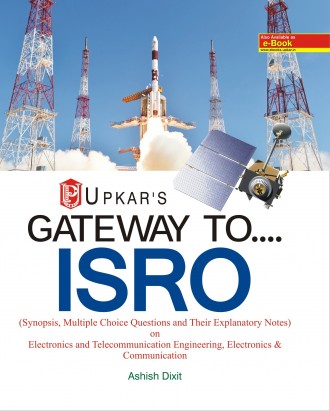 Also Available as
e-Book
UPKAR'S
GATEWAY TO....
ISRO
(Synopsis, Multiple Choice Questions and Their Explanatory Notes)
on
Electronics and Telecommunication Engineering, Electronics &
Communication
Ashish Dixit